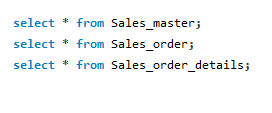 select * from Sales_master;
select * from Sales_order;
select * from Sales_order_details;